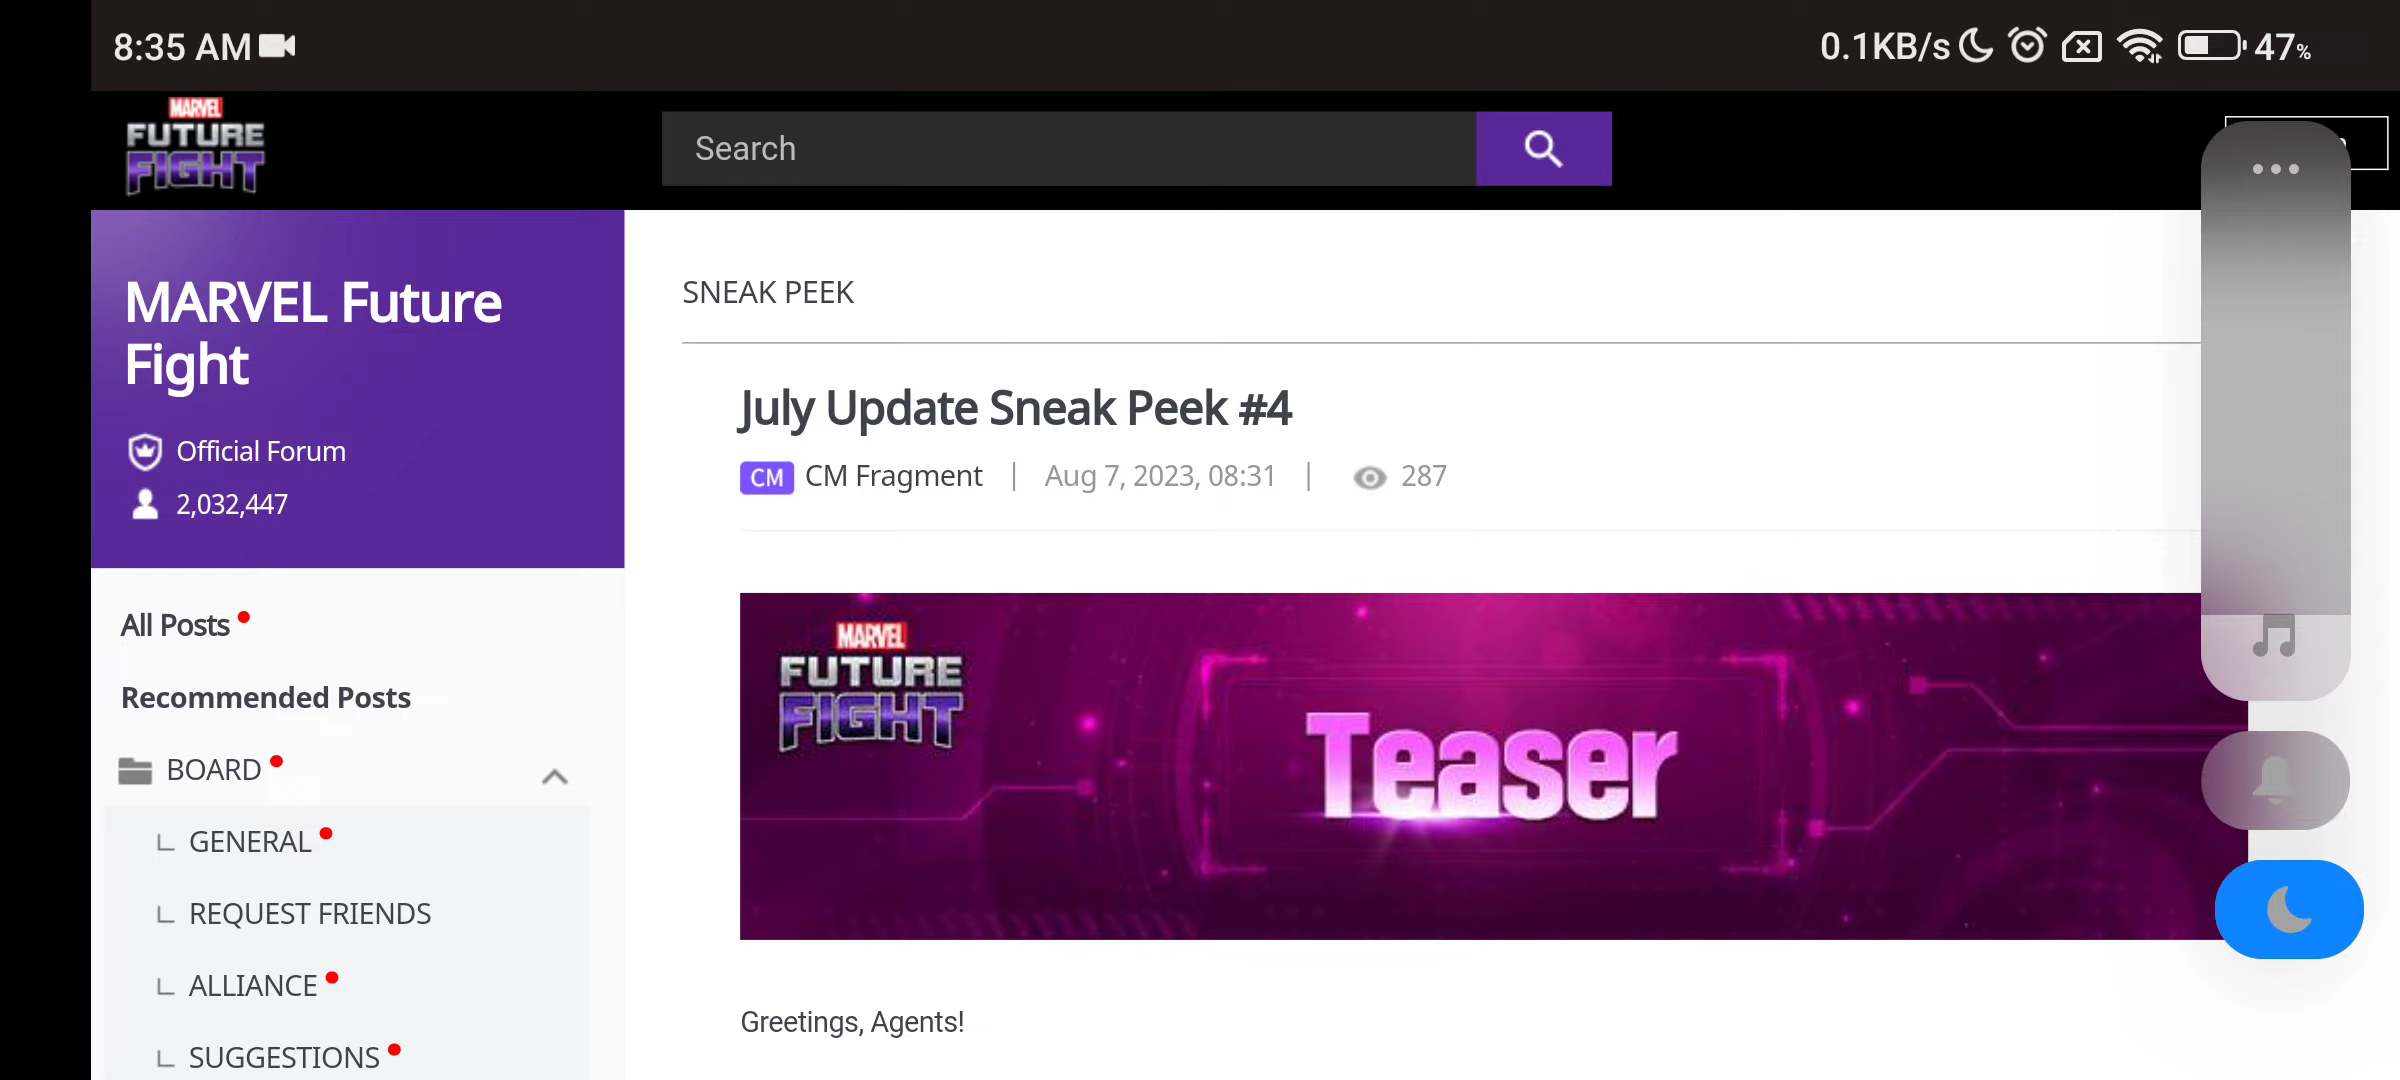 8:35 AM
0.1KB/s
47%
MARVEL
FUTURE
FIGHT
Search
MARVEL Future
Fight
Official Forum
2,032,447
All Posts
Recommended Posts
BOARD
GENERAL
REQUEST FRIENDS
ALLIANCE
SUGGESTIONS
SNEAK PEEK
July Update Sneak Peek #4
CM CM Fragment | Aug 7, 2023, 08:31 | 287
MARVEL
FUTURE
FIGHT
Teaser
Greetings, Agents!